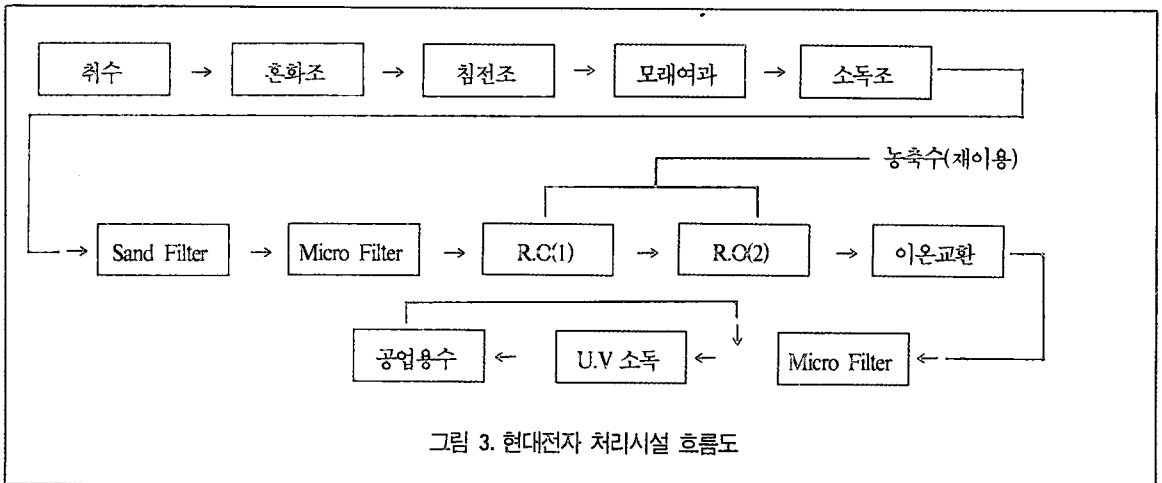 취수 → 혼화조 → 침전조 → 모래여과 → 소독조
농축수(재이용)
→ Sand Filter → Micro Filter → R.O(1) → R.O(2) → 이온교환
공업용수 ← U.V 소독 ← Micro Filter ←
그림 3. 현대전자 처리시설 흐름도